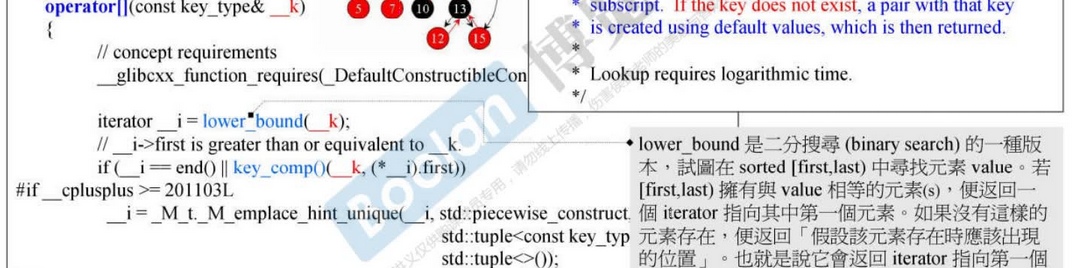 operator[](const key_type& __k)
{
// concept requirements
__glibcxx_function_requires(_DefaultConstructibleCon
iterator __i = lower_bound(__k);
// __i->first is greater than or equivalent to __k.
if (__i == end() || key_comp()(__k, (*__i).first))
#if __cplusplus >= 201103L
__i = _M_t._M_emplace_hint_unique(__i, std::piecewise_construct,
std::tuple<const key_typ
std::tuple<>());
5 7 10 13
12 15
* subscript. If the key does not exist, a pair with that key
* is created using default values, which is then returned.
*
* Lookup requires logarithmic time.
*/
lower_bound 是二分搜尋 (binary search) 的一種版
本，試圖在 sorted [first,last) 中尋找元素 value。若
[first,last) 擁有與 value 相等的元素(s)，便返回一
個 iterator 指向其中第一個元素。如果沒有這樣的
元素存在，便返回「假設該元素存在時應該出現
的位置」。也就是說它會返回 iterator 指向第一個
Boolan
博